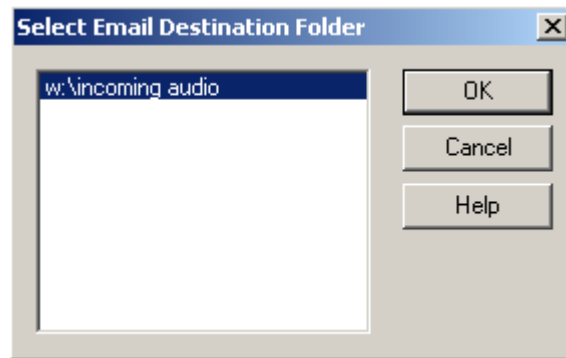 Select Email Destination Folder
w:\incoming audio
OK
Cancel
Help